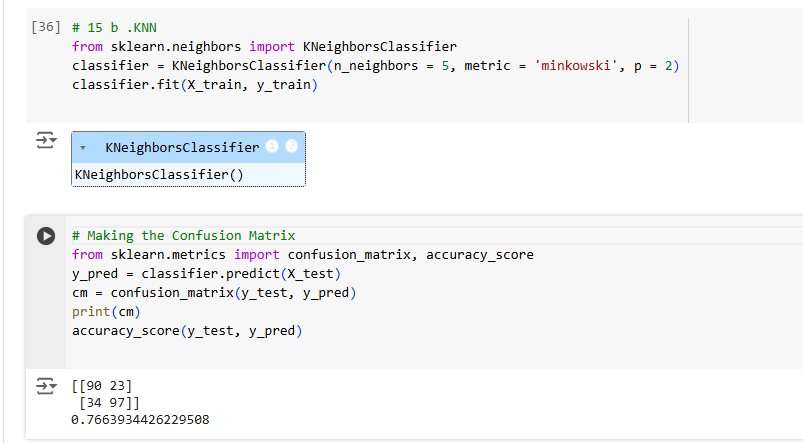 [36] # 15 b .KNN
from sklearn.neighbors import KNeighborsClassifier
classifier = KNeighborsClassifier(n_neighbors = 5, metric = 'minkowski', p = 2)
classifier.fit(X_train, y_train)
KNeighborsClassifier i ?
KNeighborsClassifier()
# Making the Confusion Matrix
from sklearn.metrics import confusion_matrix, accuracy_score
y_pred = classifier.predict(X_test)
cm = confusion_matrix(y_test, y_pred)
print(cm)
accuracy_score(y_test, y_pred)
[[90 23]
 [34 97]]
0.7663934426229508